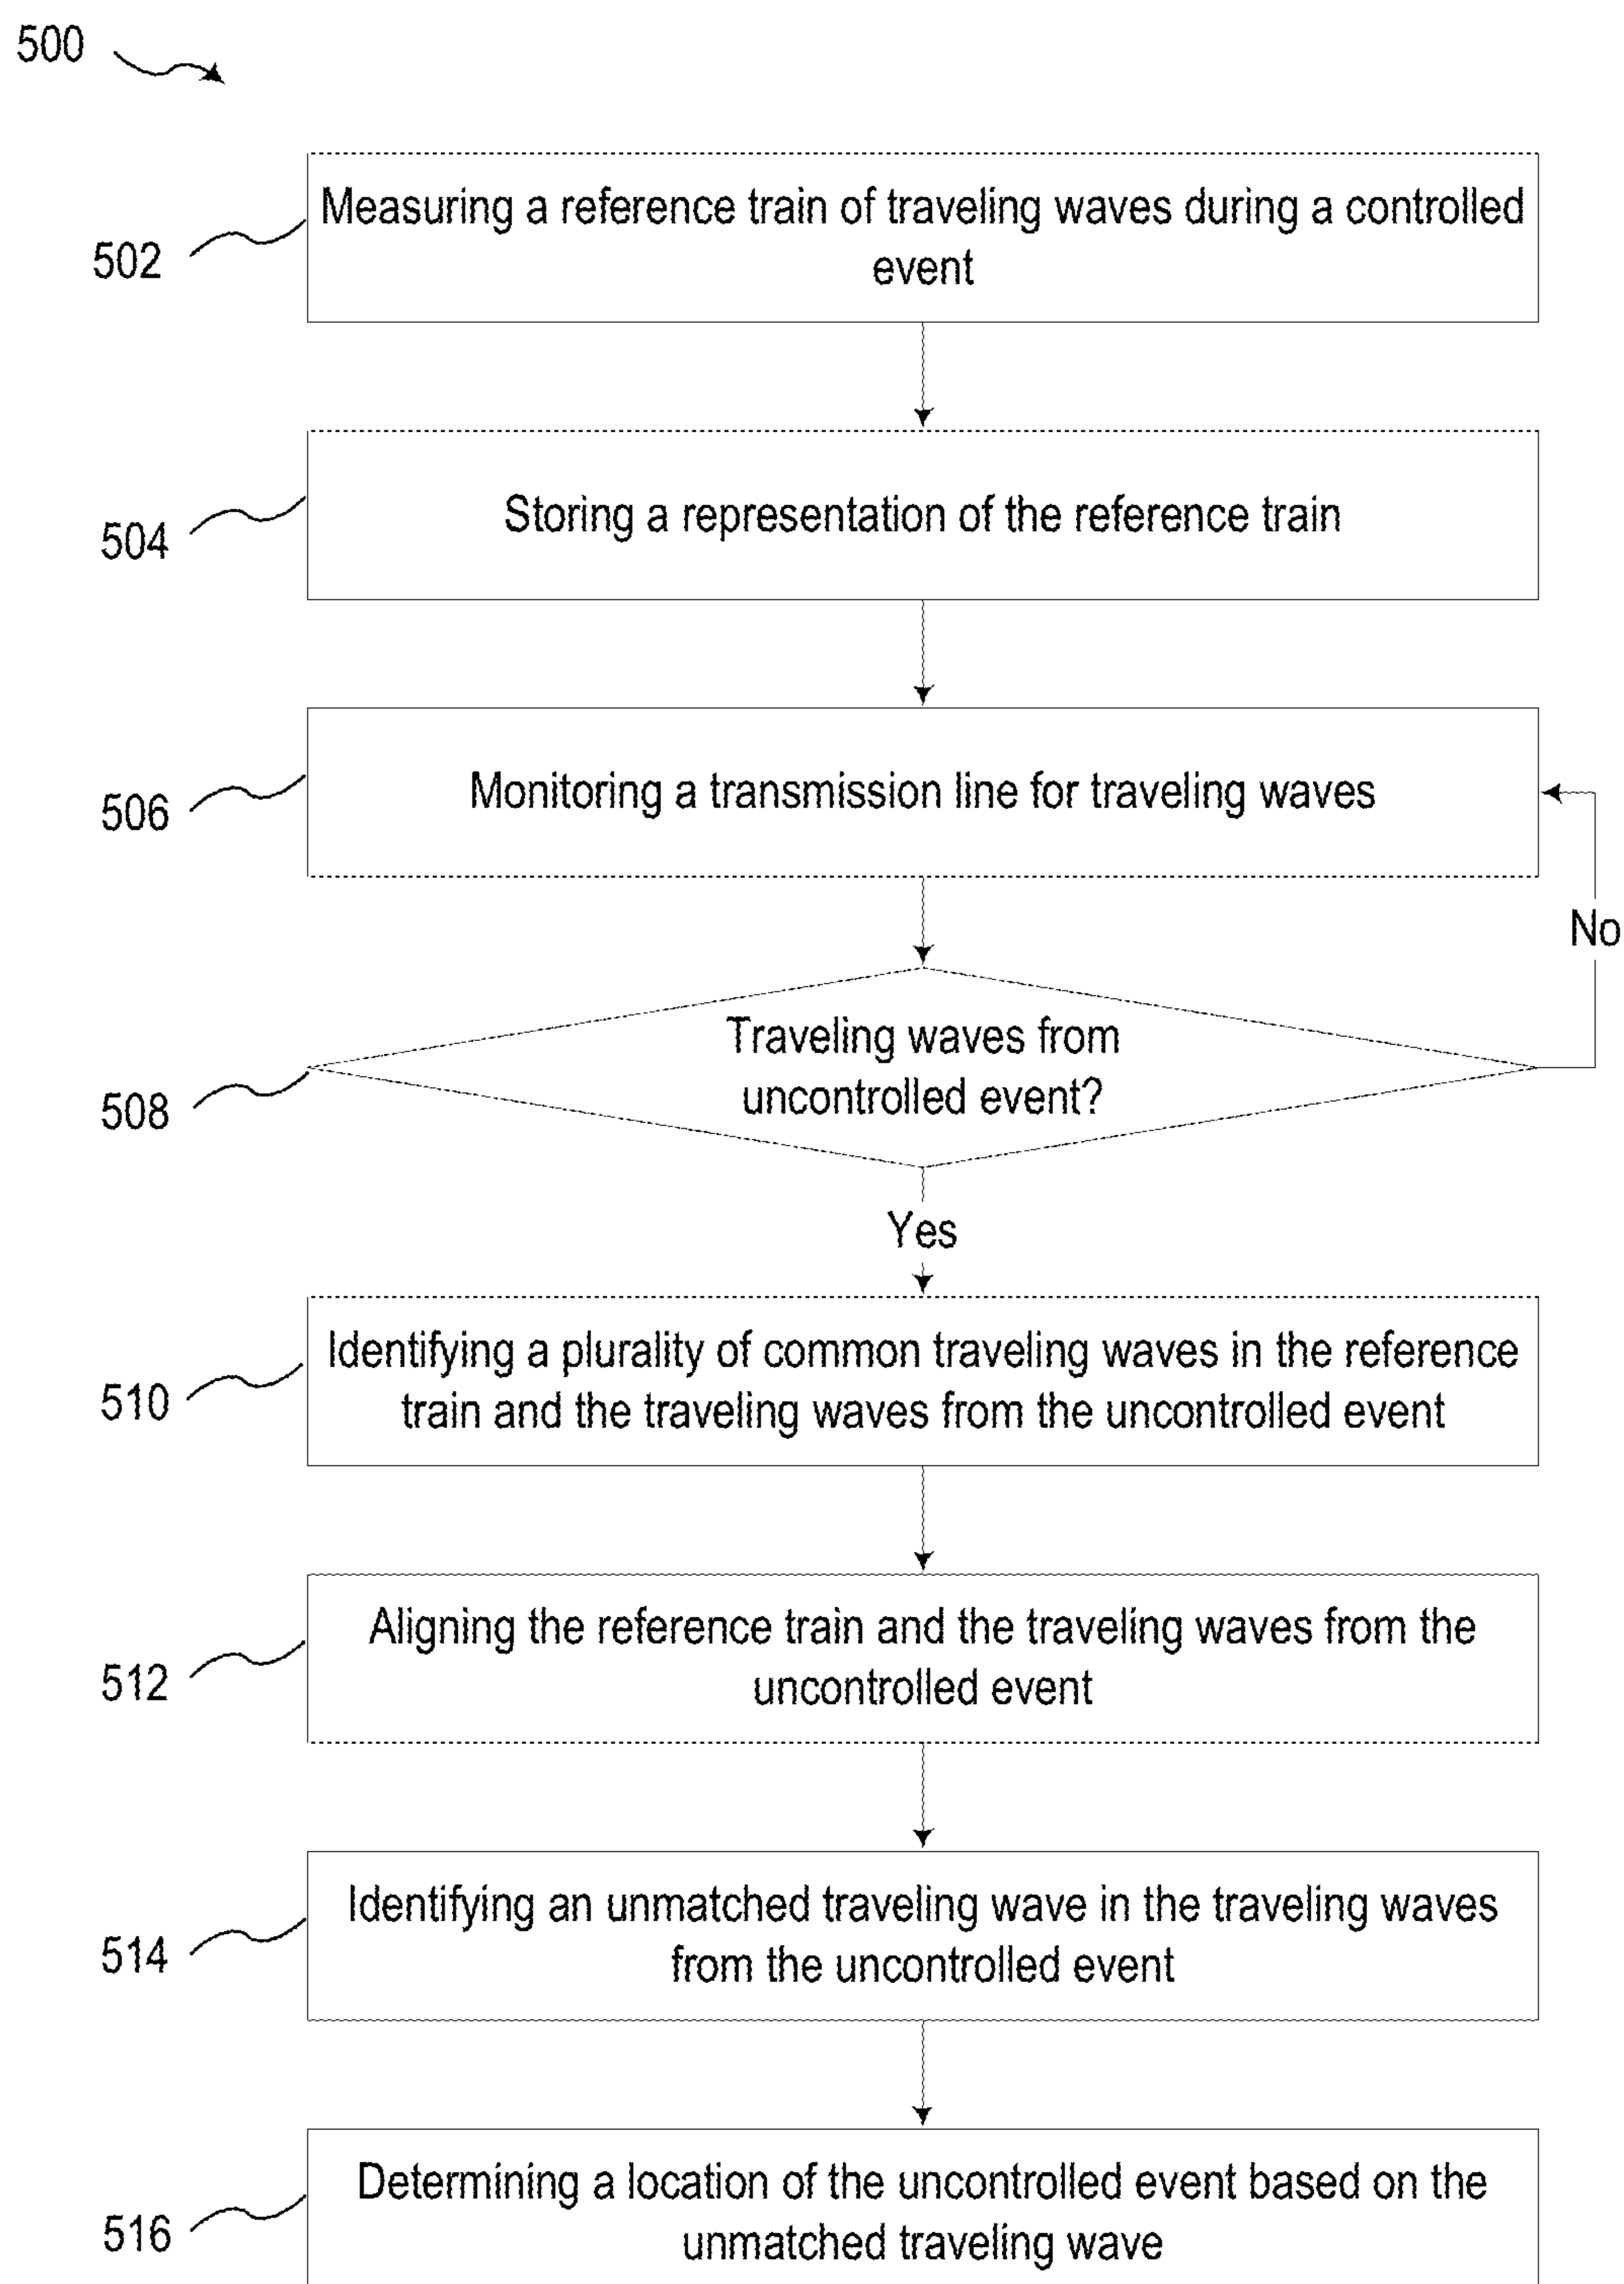 500
502
Measuring a reference train of traveling waves during a controlled
event
504
Storing a representation of the reference train
506
Monitoring a transmission line for traveling waves
No
508
Traveling waves from
uncontrolled event?
Yes
510
Identifying a plurality of common traveling waves in the reference
train and the traveling waves from the uncontrolled event
512
Aligning the reference train and the traveling waves from the
uncontrolled event
514
Identifying an unmatched traveling wave in the traveling waves
from the uncontrolled event
516
Determining a location of the uncontrolled event based on the
unmatched traveling wave